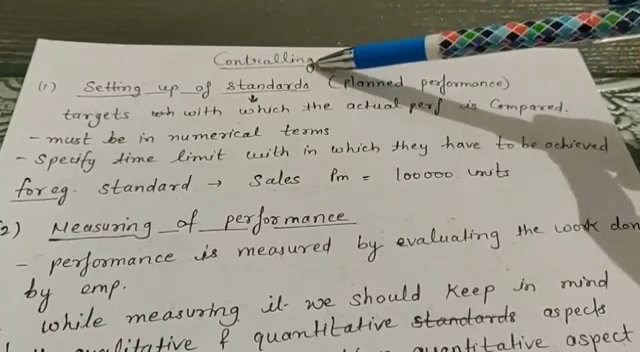 Controlling
(1) Setting up of standards (planned performance)
targets with which the actual perf is Compared.
- must be in numerical terms
- Specify time limit with in which they have to be achieved
for eg. standard → Sales Pm = 100000 units
2) Measuring of performance
- performance is measured by evaluating the work don
by emp.
while measuring it we should keep in mind
qualitative & quantitative standards aspects
quantitative aspect